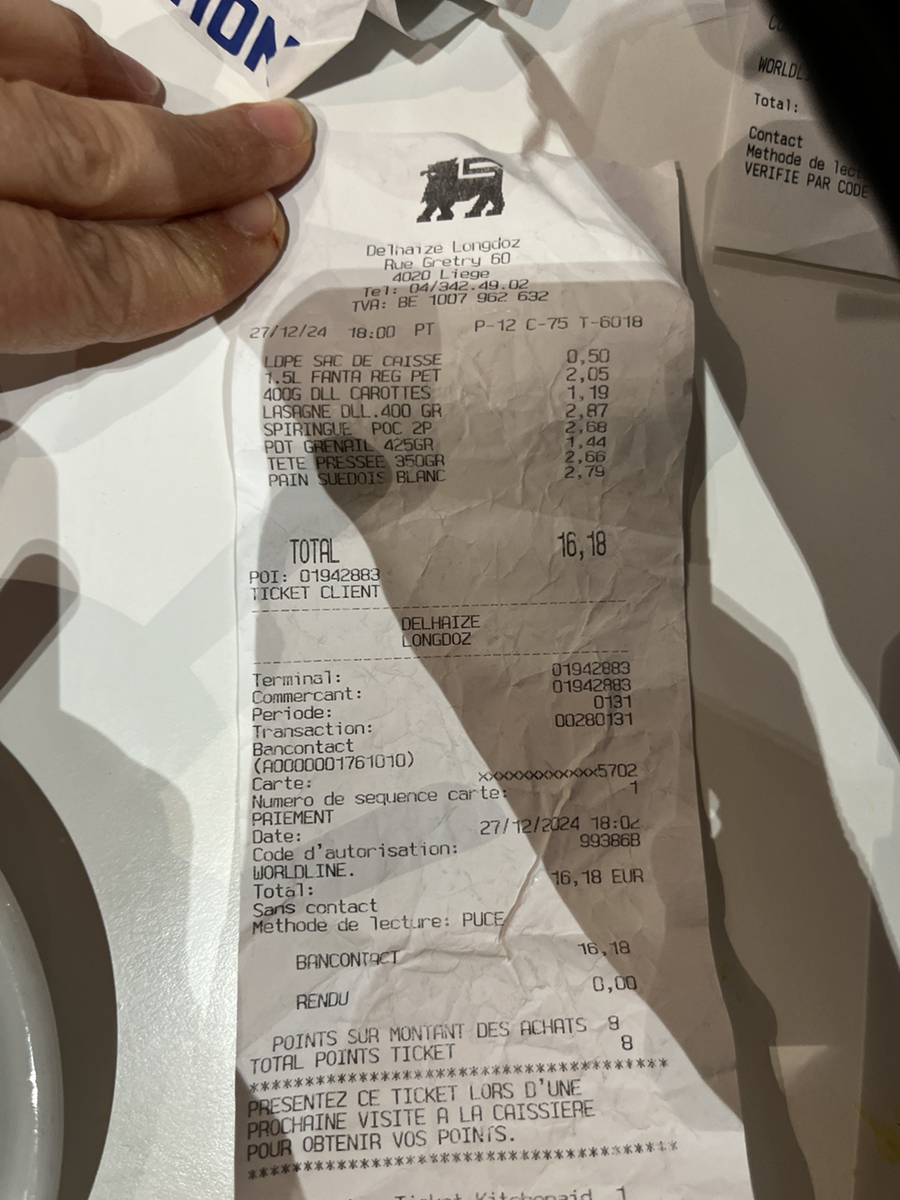 ION
WORLDL
Total:
Contact
Methode de lect
VERIFIE PAR CODE
Delhaize Longdoz
Rue Gretry 60
4020 Liege
Tel: 04/342.49.02
TVA: BE 1007 962 632
27/12/24 18:00 PT P-12 C-75 T-6018
LDPE SAC DE CAISSE 0,50
1.5L FANTA REG PET 2,05
400G DLL CAROTTES 1,19
LASAGNE DLL.400 GR 2,87
SPIRINGUE POC 2P 2,68
PDT GRENAIL 425GR 1,44
TETE PRESSEE 350GR 2,66
PAIN SUEDOIS BLANC 2,79
TOTAL 16,18
POI: 01942883
TICKET CLIENT
DELHAIZE
LONGDOZ
Terminal: 01942883
Commercant: 01942883
Periode: 0131
Transaction: 00280131
Bancontact
(A0000001761010)
Carte: xxxxxxxxxxxxx5702
Numero de sequence carte: 1
PAIEMENT
Date: 27/12/2024 18:02
Code d'autorisation: 99386B
WORLDLINE.
Total: 16,18 EUR
Sans contact
Methode de lecture: PUCE
BANCONTACT 16,18
RENDU 0,00
POINTS SUR MONTANT DES ACHATS 8
TOTAL POINTS TICKET 8
************************************
PRESENTEZ CE TICKET LORS D'UNE
PROCHAINE VISITE A LA CAISSIERE
POUR OBTENIR VOS POINTS.
************************************
Ticket Kitchenaid 1